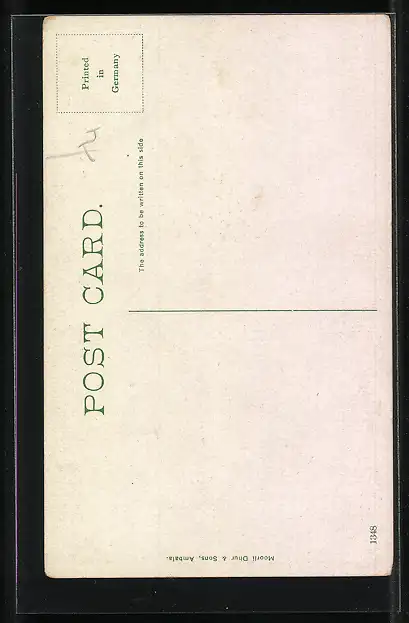 POST CARD.
Printed
in
Germany
The address to be written on this side
Moorli Dhur & Sons, Ambala.
1348